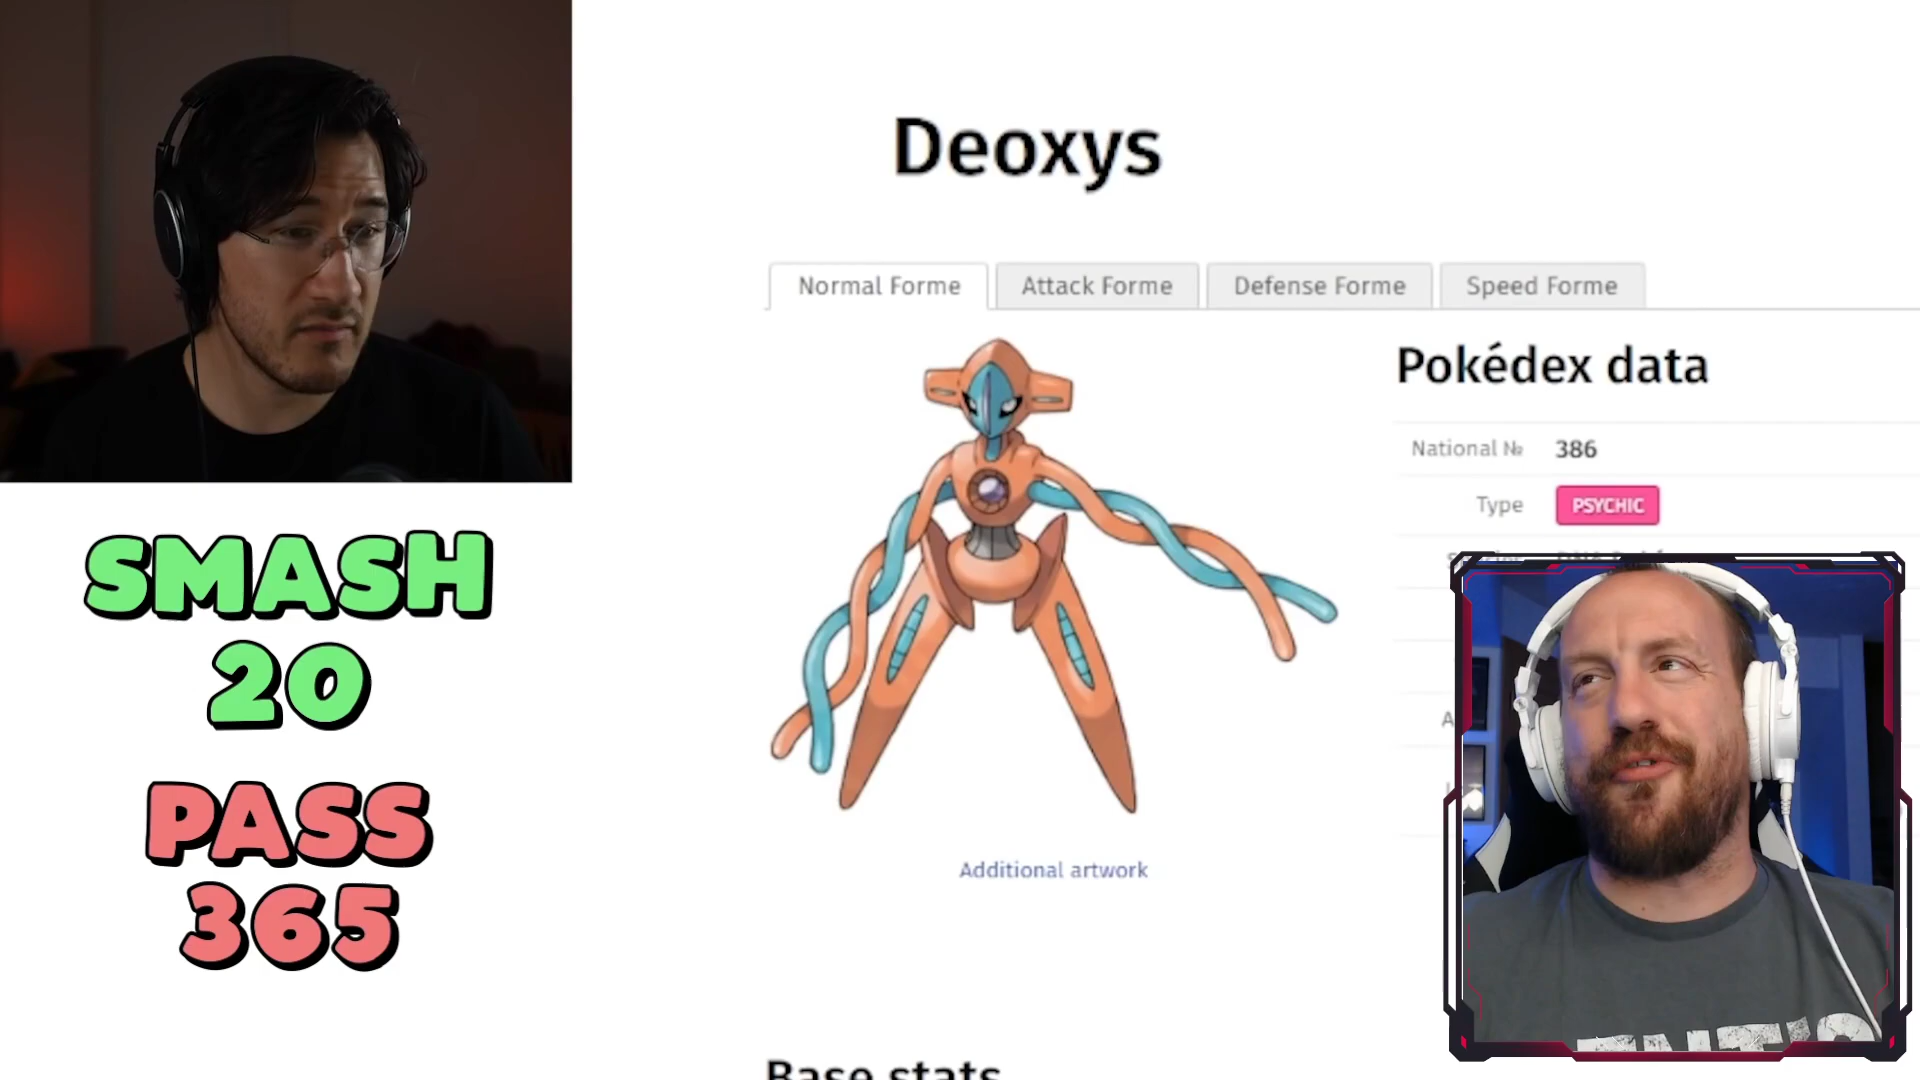 Deoxys
Normal Forme
Attack Forme
Defense Forme
Speed Forme
Pokédex data
National № 386
Type PSYCHIC
Additional artwork
Base stats
SMASH
20
PASS
365